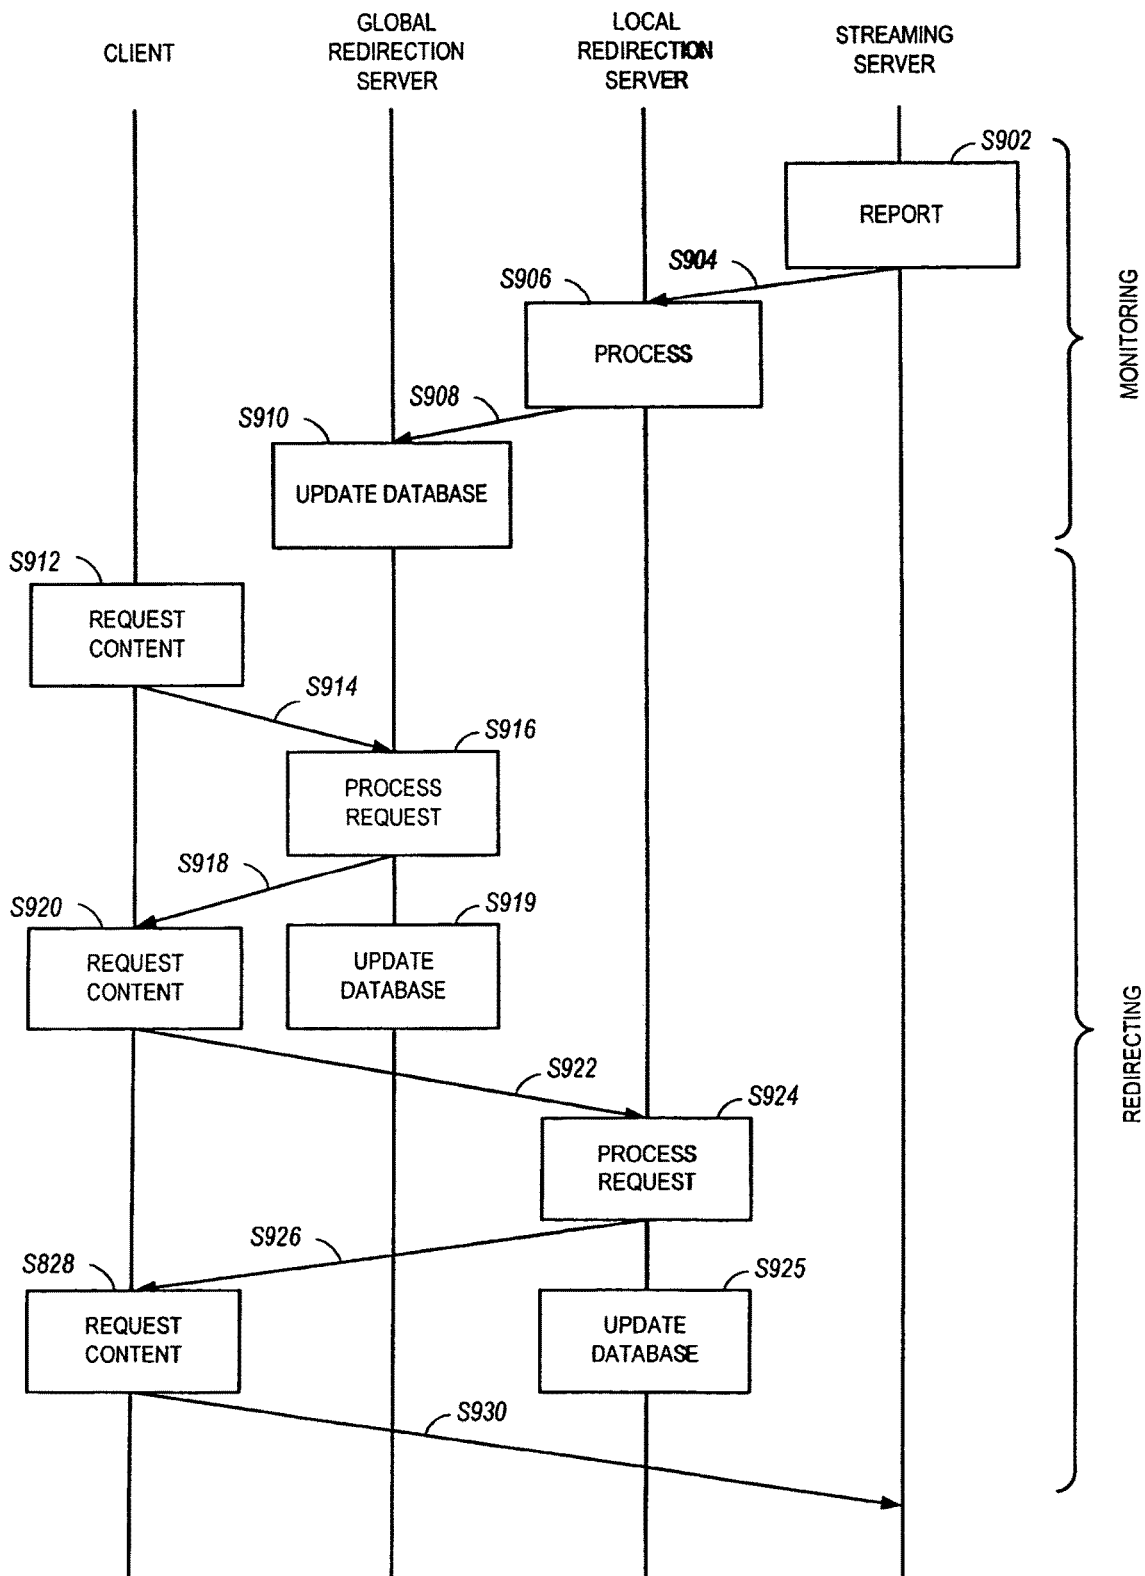 CLIENT
GLOBAL
REDIRECTION
SERVER
LOCAL
REDIRECTION
SERVER
STREAMING
SERVER
S902
REPORT
S904
S906
PROCESS
S908
S910
UPDATE DATABASE
MONITORING
S912
REQUEST
CONTENT
S914
S916
PROCESS
REQUEST
S918
S920
REQUEST
CONTENT
S919
UPDATE
DATABASE
S922
S924
PROCESS
REQUEST
S926
S828
REQUEST
CONTENT
S925
UPDATE
DATABASE
S930
REDIRECTING